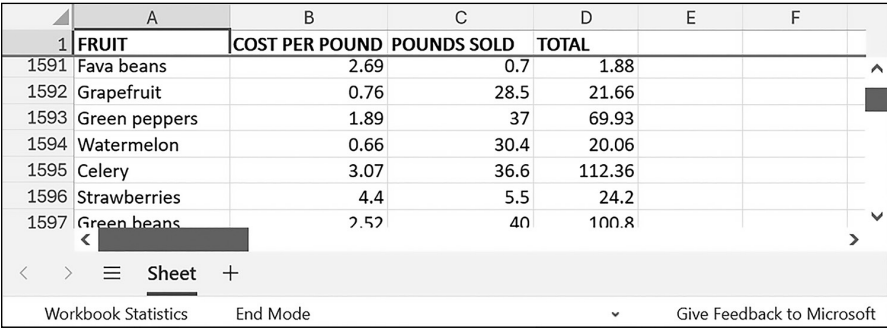 A B C D E F
1 FRUIT COST PER POUND POUNDS SOLD TOTAL
1591 Fava beans 2.69 0.7 1.88
1592 Grapefruit 0.76 28.5 21.66
1593 Green peppers 1.89 37 69.93
1594 Watermelon 0.66 30.4 20.06
1595 Celery 3.07 36.6 112.36
1596 Strawberries 4.4 5.5 24.2
1597 Green beans 2.52 40 100.8
Sheet
Workbook Statistics End Mode Give Feedback to Microsoft